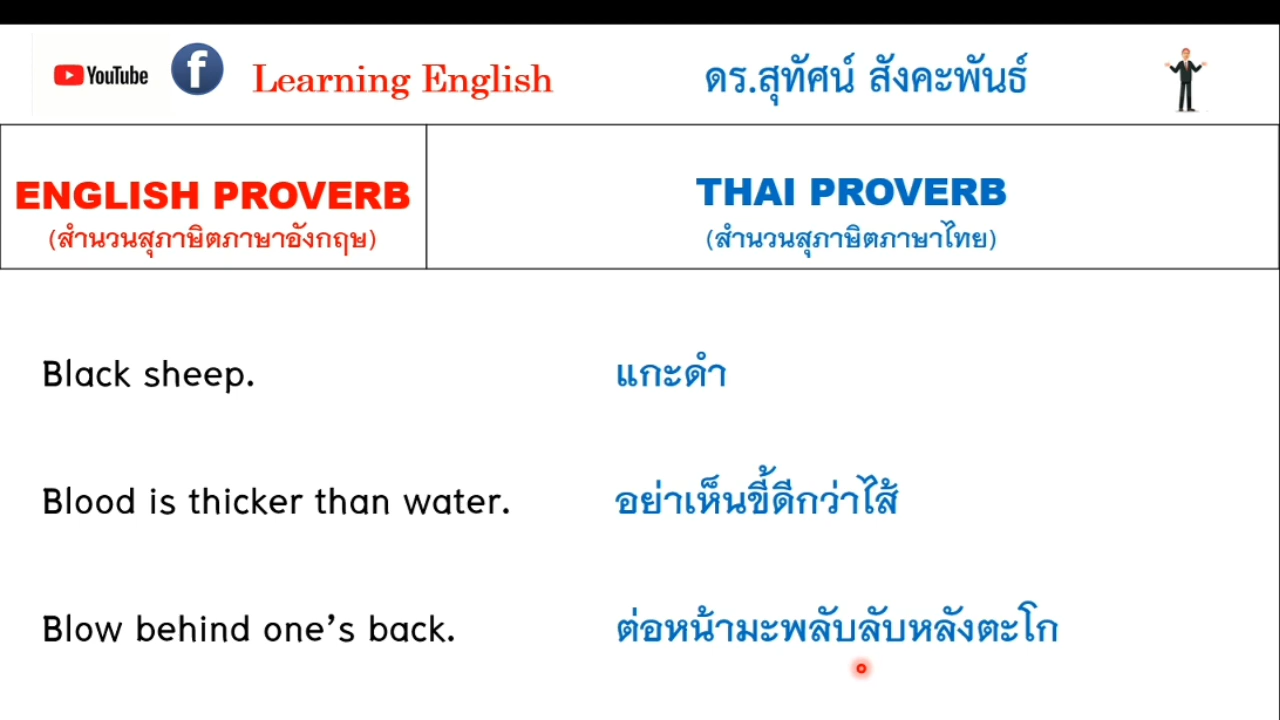 YouTube f Learning English ดร.สุทัศน์ สังคะพันธ์
ENGLISH PROVERB
(สำนวนสุภาษิตภาษาอังกฤษ)
THAI PROVERB
(สำนวนสุภาษิตภาษาไทย)
Black sheep. แกะดำ
Blood is thicker than water. อย่าเห็นขี้ดีกว่าไส้
Blow behind one's back. ต่อหน้ามะพลับลับหลังตะโก